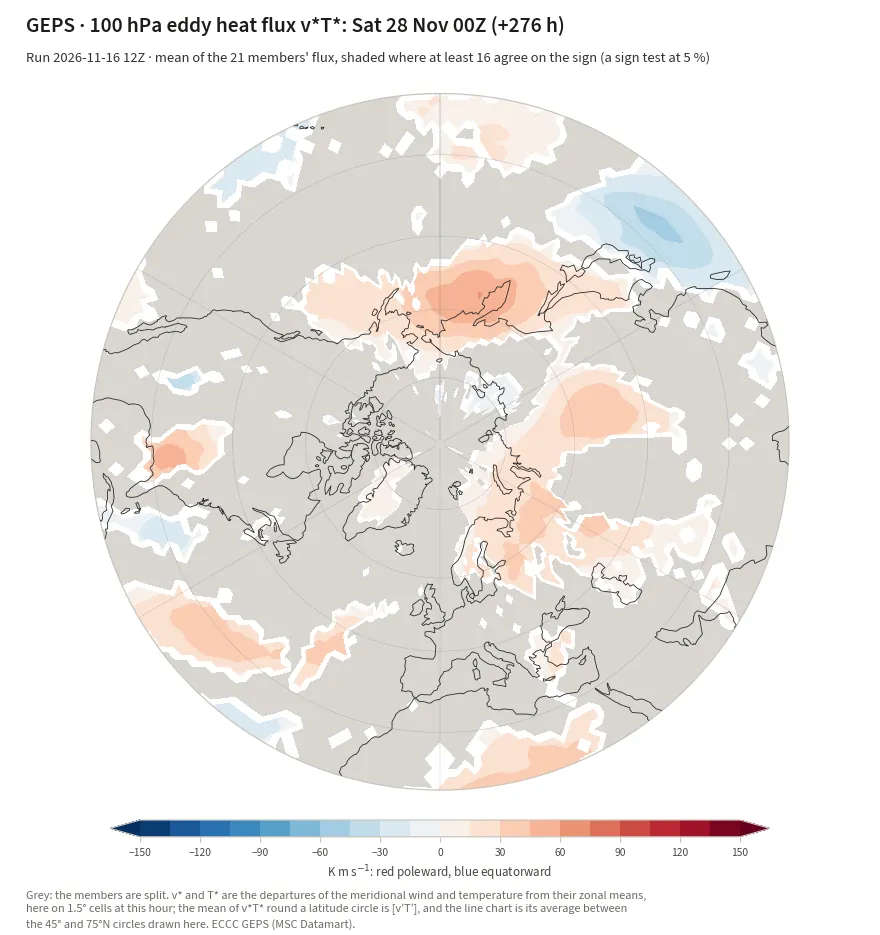 GEPS · 100 hPa eddy heat flux v*T*: Sat 28 Nov 00Z (+276 h)
Run 2026-11-16 12Z · mean of the 21 members' flux, shaded where at least 16 agree on the sign (a sign test at 5 %)
−150 −120 −90 −60 −30 0 30 60 90 120 150
K m s⁻¹: red poleward, blue equatorward
Grey: the members are split. v* and T* are the departures of the meridional wind and temperature from their zonal means,
here on 1.5° cells at this hour; the mean of v*T* round a latitude circle is [v'T'], and the line chart is its average between
the 45° and 75°N circles drawn here. ECCC GEPS (MSC Datamart).